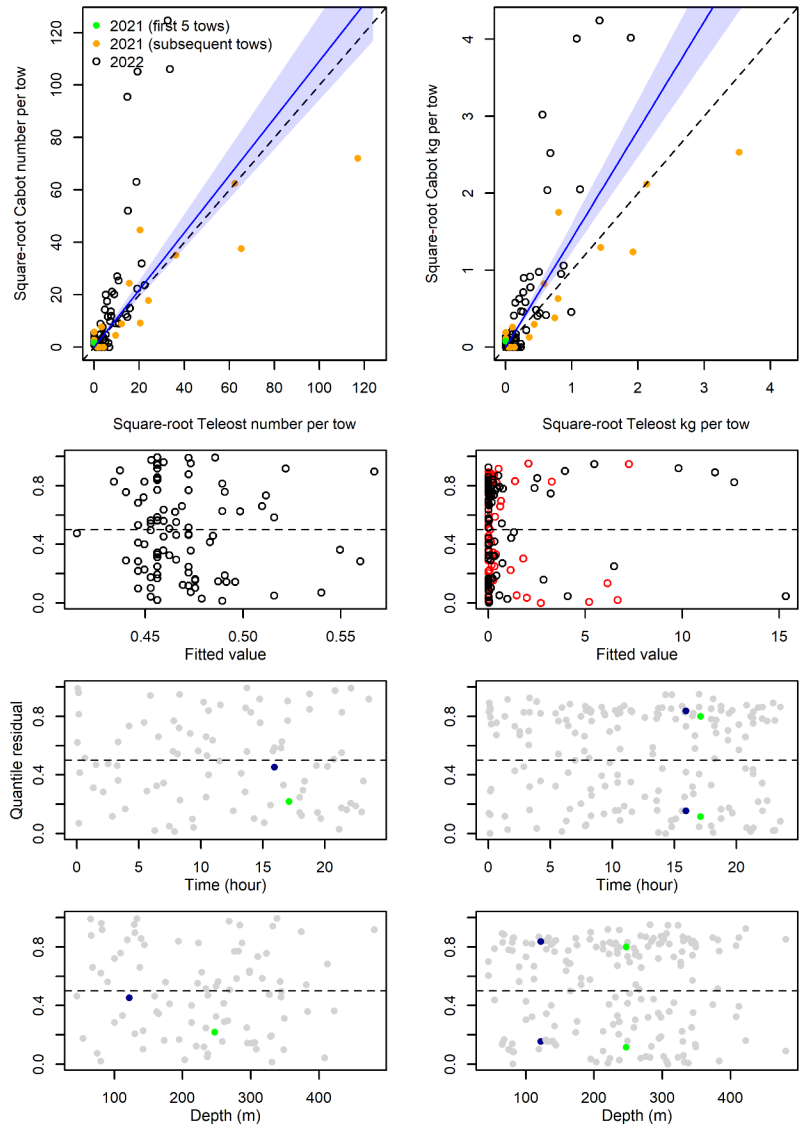 2021 (first 5 tows)
2021 (subsequent tows)
2022
Square-root Cabot number per tow
0 20 40 60 80 100 120
0 20 40 60 80 100 120
Square-root Teleost number per tow
Square-root Cabot kg per tow
0 1 2 3 4
0 1 2 3 4
Square-root Teleost kg per tow
0.0 0.4 0.8
0.45 0.50 0.55
Fitted value
0.0 0.4 0.8
0 5 10 15
Fitted value
Quantile residual
0.0 0.4 0.8
0 5 10 15 20
Time (hour)
0.0 0.4 0.8
0 5 10 15 20
Time (hour)
0.0 0.4 0.8
100 200 300 400
Depth (m)
0.0 0.4 0.8
100 200 300 400
Depth (m)